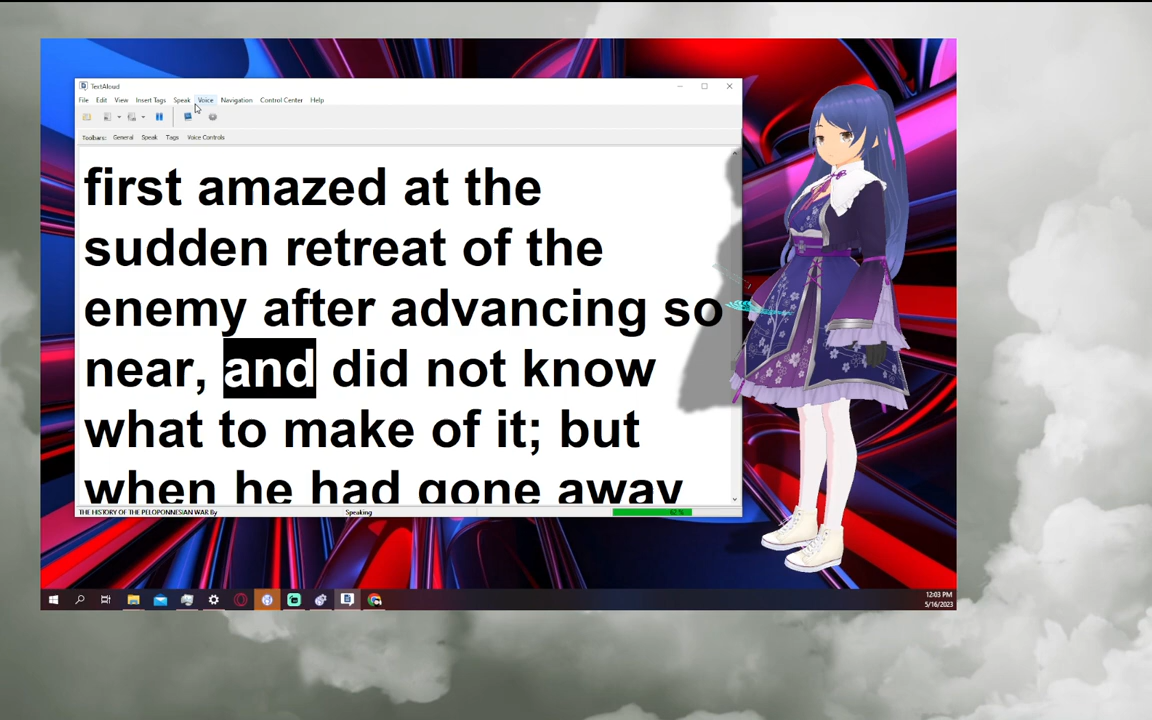 TextAloud
File Edit View Insert Tags Speak Voice Navigation Control Center Help
Toolbars: General Speak Tags Voice Controls
first amazed at the
sudden retreat of the
enemy after advancing so
near, and did not know
what to make of it; but
when he had gone away
THE HISTORY OF THE PELOPONNESIAN WAR By Speaking 62 %
12:03 PM
5/16/2023